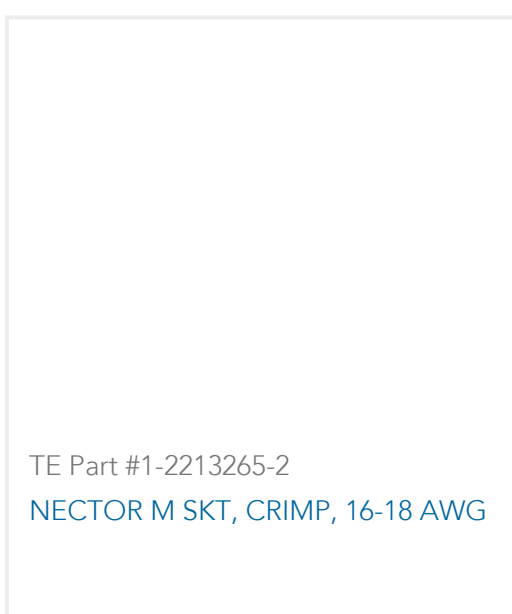 TE Part #1-2213265-2
NECTOR M SKT, CRIMP, 16-18 AWG